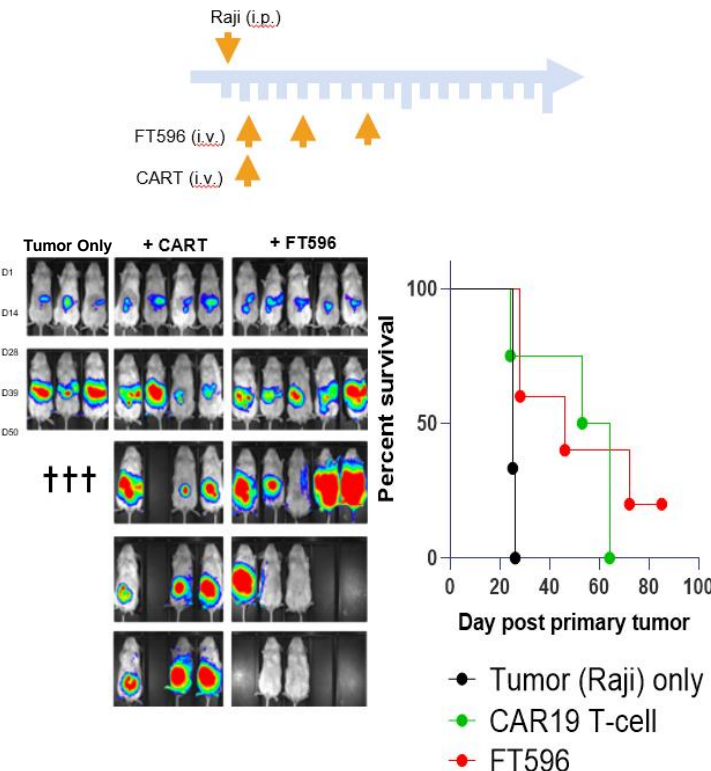 Raji (i.p.)
FT596 (i.v.)
CART (i.v.)
Tumor Only
+ CART
+ FT596
D1
D14
D28
D39
D50
†††
Percent survival
100
50
0
0 20 40 60 80 100
Day post primary tumor
Tumor (Raji) only
CAR19 T-cell
FT596